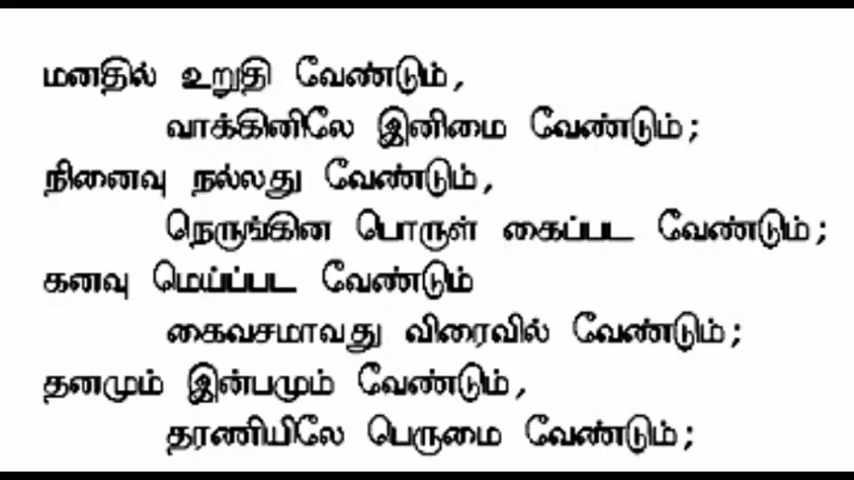 மனதில் உறுதி வேண்டும்,
வாக்கினிலே இனிமை வேண்டும்;
நினைவு நல்லது வேண்டும்,
நெருங்கின பொருள் கைப்பட வேண்டும்;
கனவு மெய்ப்பட வேண்டும்
கைவசமாவது விரைவில் வேண்டும்;
தனமும் இன்பமும் வேண்டும்,
தரணியிலே பெருமை வேண்டும்;